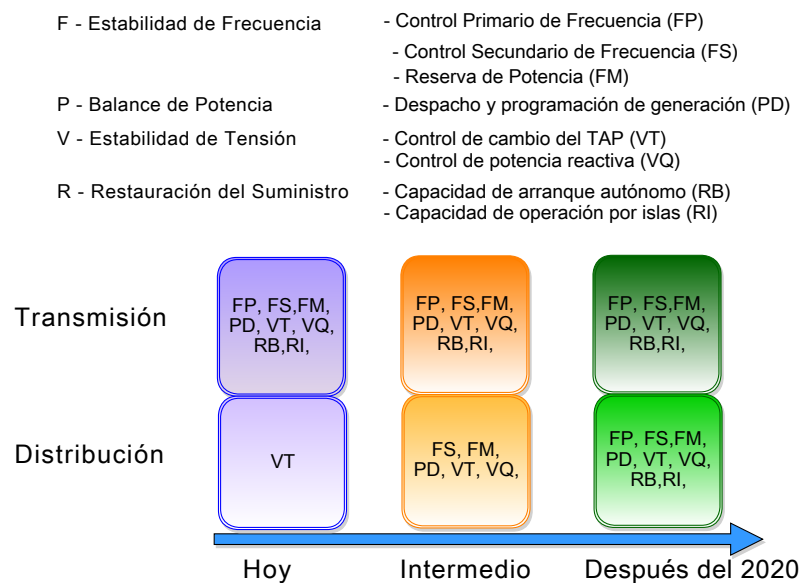 F - Estabilidad de Frecuencia
- Control Primario de Frecuencia (FP)
- Control Secundario de Frecuencia (FS)
- Reserva de Potencia (FM)
P - Balance de Potencia
- Despacho y programación de generación (PD)
V - Estabilidad de Tensión
- Control de cambio del TAP (VT)
- Control de potencia reactiva (VQ)
R - Restauración del Suministro
- Capacidad de arranque autónomo (RB)
- Capacidad de operación por islas (RI)
Transmisión
FP, FS,FM,
PD, VT, VQ,
RB,RI,
FP, FS,FM,
PD, VT, VQ,
RB,RI,
FP, FS,FM,
PD, VT, VQ,
RB,RI,
Distribución
VT
FS, FM,
PD, VT, VQ,
FP, FS,FM,
PD, VT, VQ,
RB,RI,
Hoy
Intermedio
Después del 2020